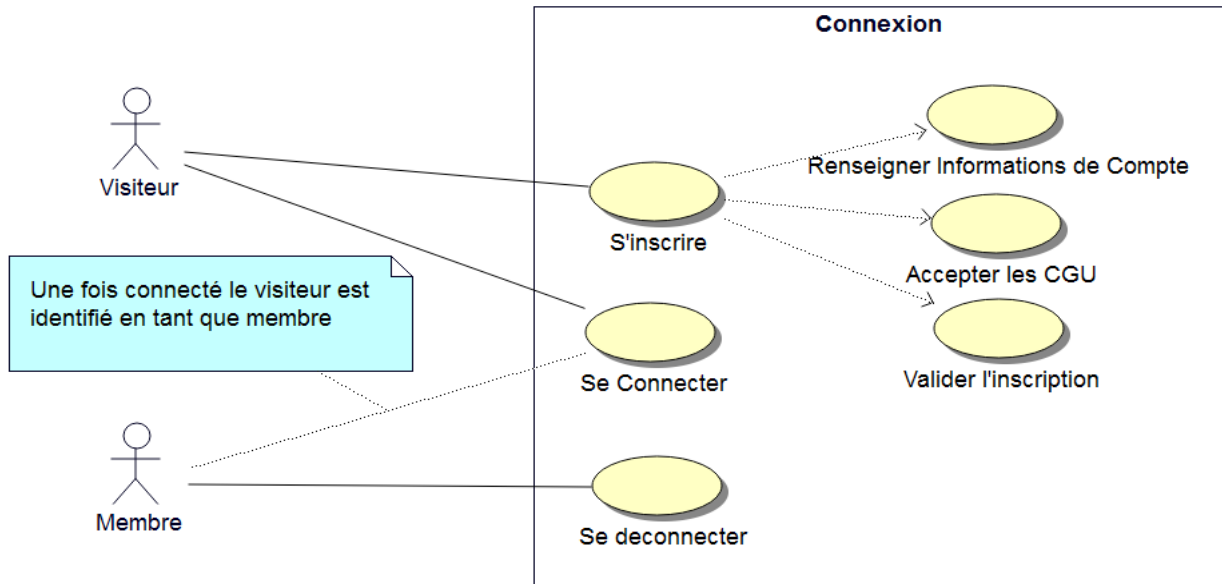 Connexion
Visiteur
Renseigner Informations de Compte
S'inscrire
Accepter les CGU
Une fois connecté le visiteur est
identifié en tant que membre
Se Connecter
Valider l'inscription
Membre
Se deconnecter